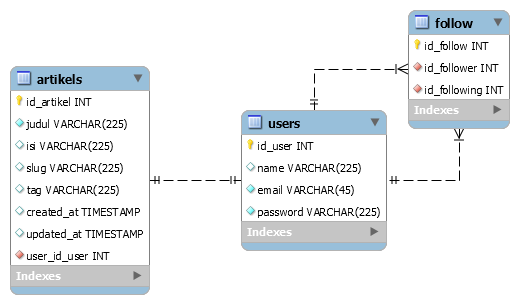 artikels
id_artikel INT
judul VARCHAR(225)
isi VARCHAR(225)
slug VARCHAR(225)
tag VARCHAR(225)
created_at TIMESTAMP
updated_at TIMESTAMP
user_id_user INT
Indexes
users
id_user INT
name VARCHAR(225)
email VARCHAR(45)
password VARCHAR(225)
Indexes
follow
id_follow INT
id_follower INT
id_following INT
Indexes